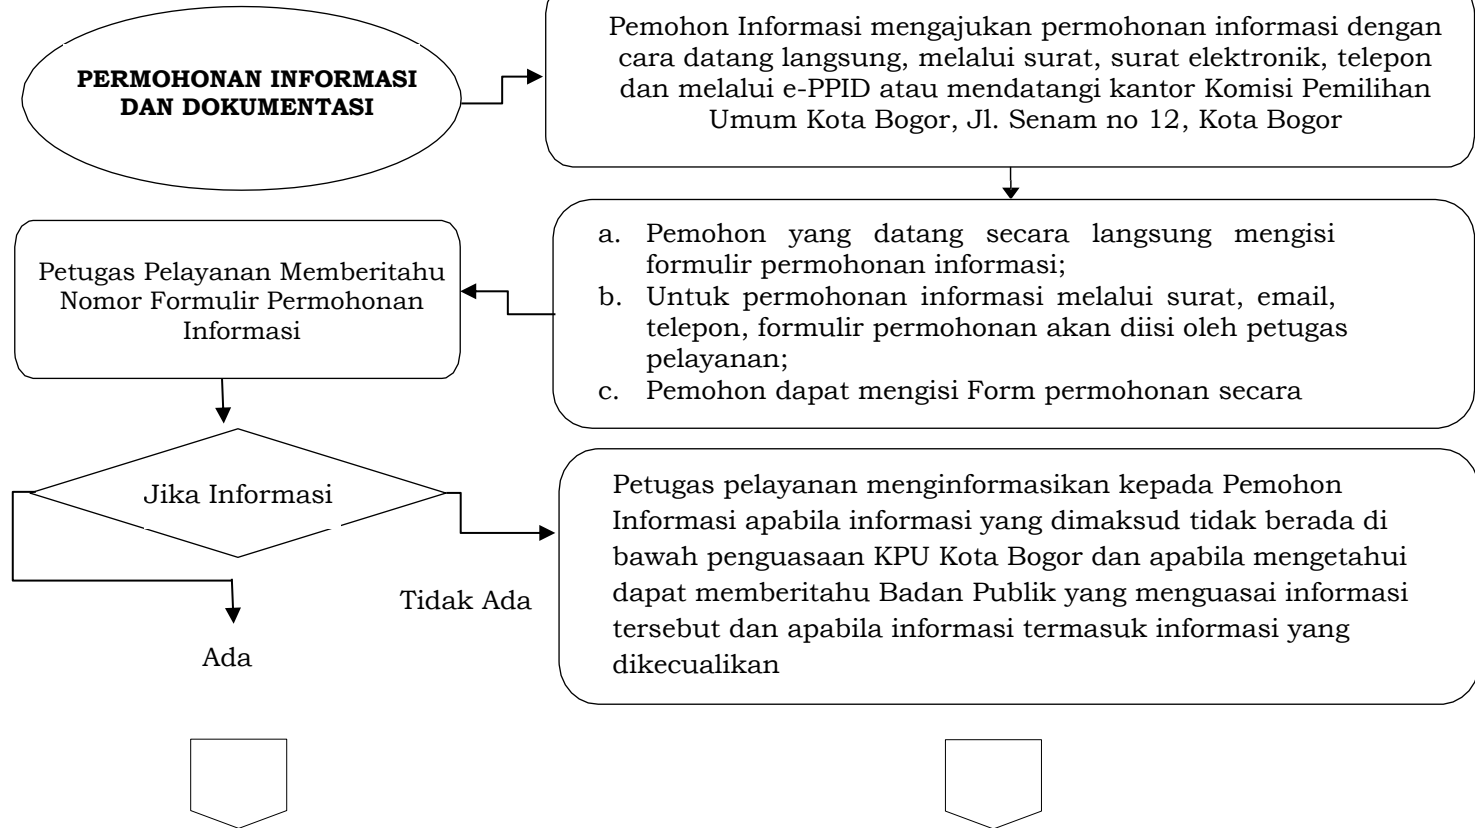 PERMOHONAN INFORMASI
DAN DOKUMENTASI
Pemohon Informasi mengajukan permohonan informasi dengan
cara datang langsung, melalui surat, surat elektronik, telepon
dan melalui e-PPID atau mendatangi kantor Komisi Pemilihan
Umum Kota Bogor, Jl. Senam no 12, Kota Bogor
a. Pemohon yang datang secara langsung mengisi
formulir permohonan informasi;
b. Untuk permohonan informasi melalui surat, email,
telepon, formulir permohonan akan diisi oleh petugas
pelayanan;
c. Pemohon dapat mengisi Form permohonan secara
Petugas Pelayanan Memberitahu
Nomor Formulir Permohonan
Informasi
Jika Informasi
Petugas pelayanan menginformasikan kepada Pemohon
Informasi apabila informasi yang dimaksud tidak berada di
bawah penguasaan KPU Kota Bogor dan apabila mengetahui
dapat memberitahu Badan Publik yang menguasai informasi
tersebut dan apabila informasi termasuk informasi yang
dikecualikan
Tidak Ada
Ada